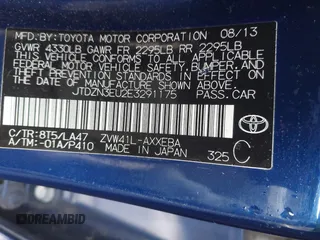 MFD. BY:TOYOTA MOTOR CORPORATION 08/13
GVWR 4330LB GAWR FR 2295LB RR 2295LB
THIS VEHICLE CONFORMS TO ALL APPLICABLE
FEDERAL MOTOR VEHICLE SAFETY, BUMPER, AND
THEFT PREVENTION STANDARDS IN EFFECT ON
THE DATE OF MANUFACTURE SHOWN ABOVE.
JTDZN3EU2E3291175 PASS.CAR
C/TR:8T5/LA47 ZVW41L-AXXEBA
A/TM:-01A/P410 MADE IN JAPAN 325 C
TOYOTA
DREAMBID